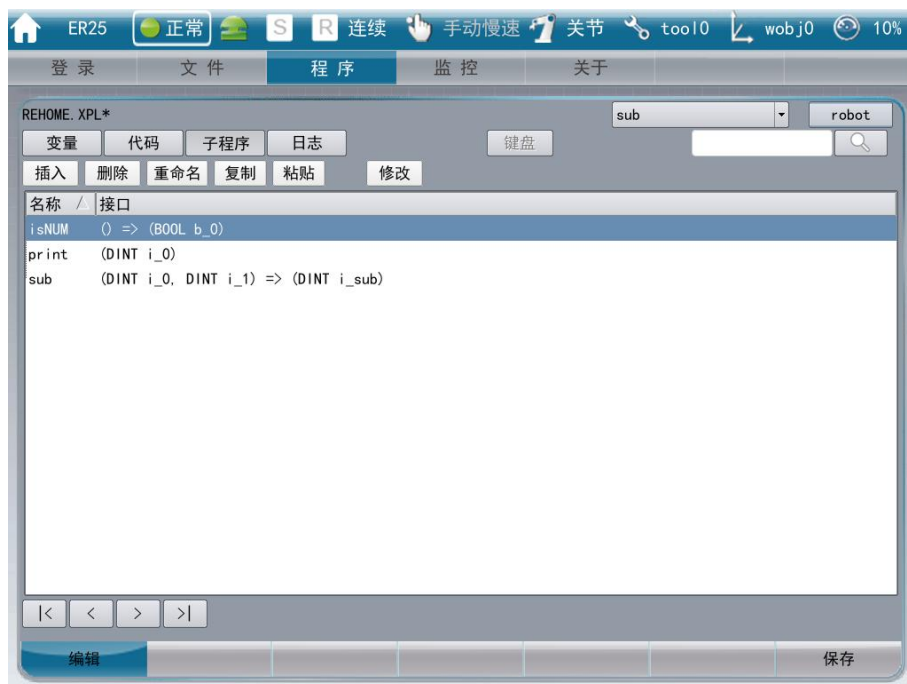 ER25 正常 S R 连续 手动慢速 关节 tool0 wobj0 10%
登录 文件 程序 监控 关于
REHOME.XPL* sub robot
变量 代码 子程序 日志 键盘
插入 删除 重命名 复制 粘贴 修改
名称 接口
isNUM () => (BOOL b_0)
print (DINT i_0)
sub (DINT i_0, DINT i_1) => (DINT i_sub)
|< < > >|
编辑 保存